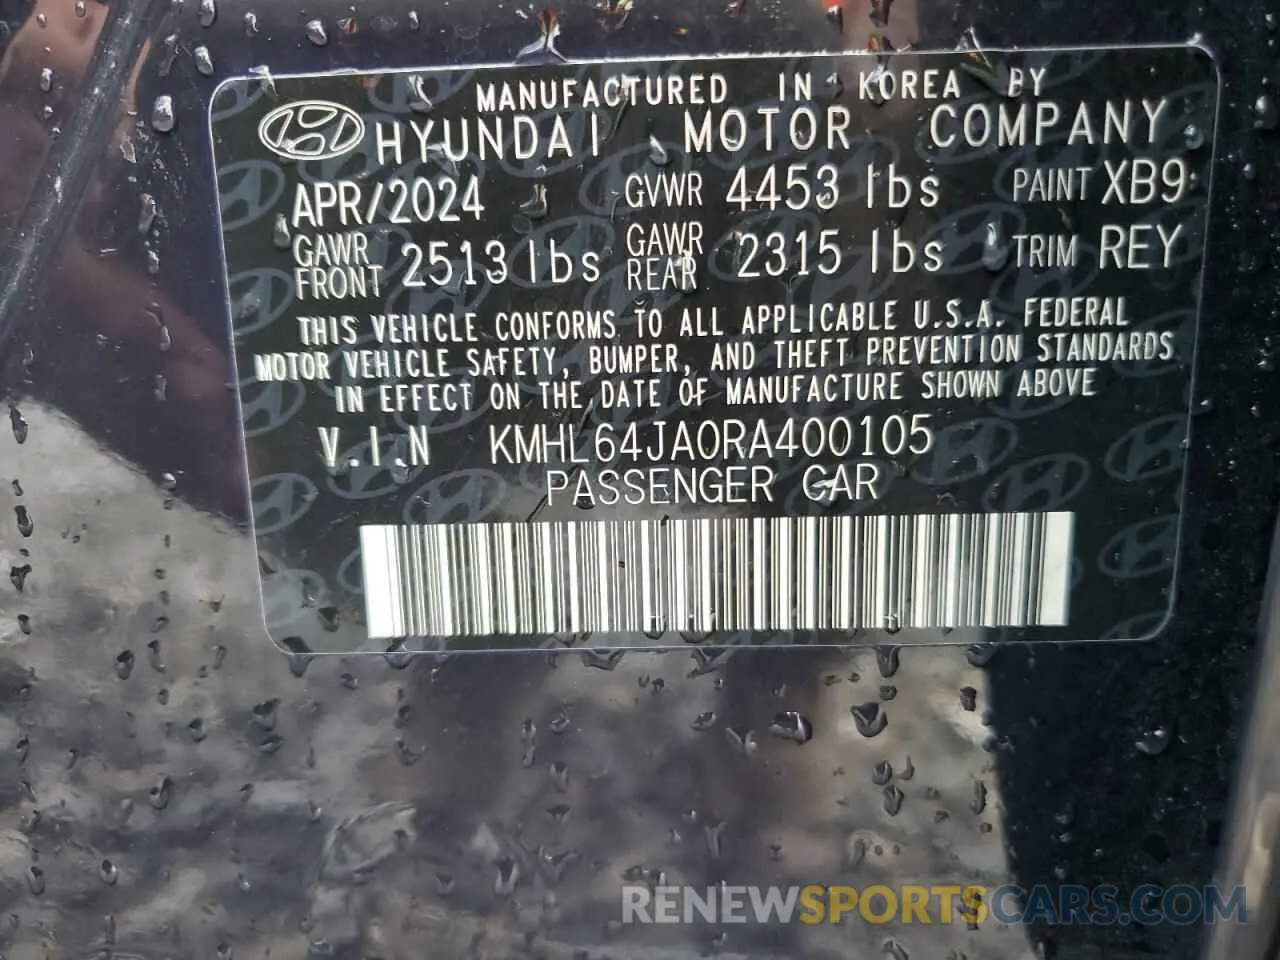 MANUFACTURED IN KOREA BY
HYUNDAI MOTOR COMPANY
APR/2024 GVWR 4453 lbs PAINT XB9
GAWR FRONT 2513 lbs GAWR REAR 2315 lbs TRIM REY
THIS VEHICLE CONFORMS TO ALL APPLICABLE U.S.A. FEDERAL
MOTOR VEHICLE SAFETY, BUMPER, AND THEFT PREVENTION STANDARDS
IN EFFECT ON THE DATE OF MANUFACTURE SHOWN ABOVE
V.I.N KMHL64JA0RA400105
PASSENGER CAR
RENEWSPORTSCARS.COM